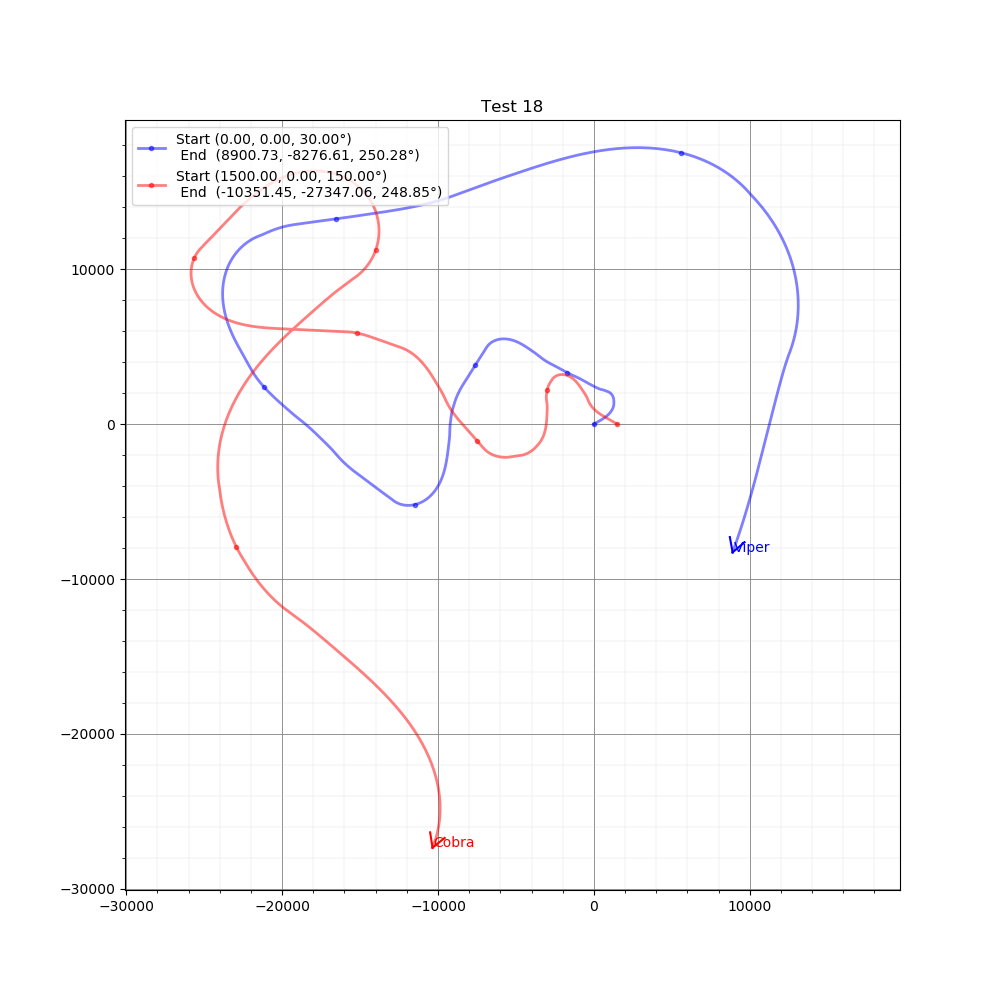 Test 18
Start (0.00, 0.00, 30.00°)
End (8900.73, -8276.61, 250.28°)
Start (1500.00, 0.00, 150.00°)
End (-10351.45, -27347.06, 248.85°)
10000
0
−10000
−20000
−30000
Viper
Cobra
−30000
−20000
−10000
0
10000